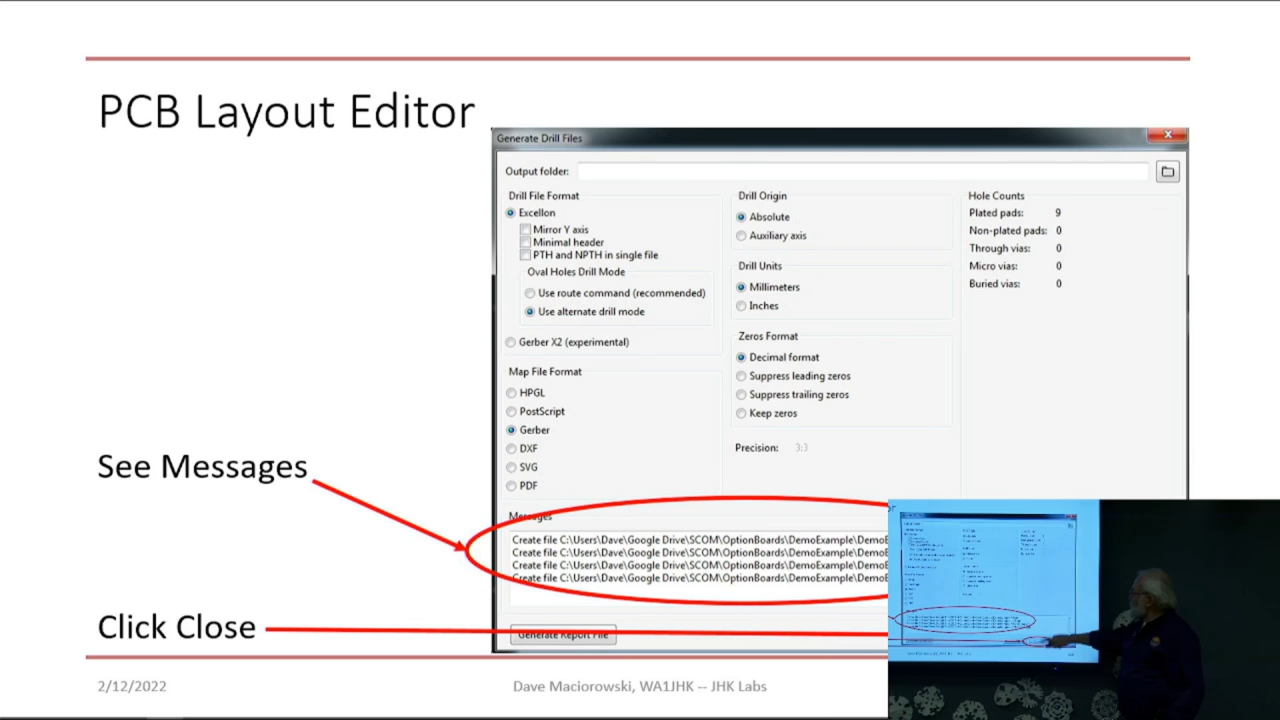 PCB Layout Editor
Generate Drill Files
Output folder:
Drill File Format
Excellon
Mirror Y axis
Minimal header
PTH and NPTH in single file
Oval Holes Drill Mode
Use route command (recommended)
Use alternate drill mode
Gerber X2 (experimental)
Map File Format
HPGL
PostScript
Gerber
DXF
SVG
PDF
Drill Origin
Absolute
Auxiliary axis
Drill Units
Millimeters
Inches
Zeros Format
Decimal format
Suppress leading zeros
Suppress trailing zeros
Keep zeros
Precision: 3:3
Hole Counts
Plated pads: 9
Non-plated pads: 0
Through vias: 0
Micro vias: 0
Buried vias: 0
See Messages
Messages
Create file C:\Users\Dave\Google Drive\SCOM\OptionBoards\DemoExample\DemoE
Create file C:\Users\Dave\Google Drive\SCOM\OptionBoards\DemoExample\DemoE
Create file C:\Users\Dave\Google Drive\SCOM\OptionBoards\DemoExample\DemoE
Create file C:\Users\Dave\Google Drive\SCOM\OptionBoards\DemoExample\DemoE
Click Close
Generate Report File
2/12/2022
Dave Maciorowski, WA1JHK -- JHK Labs